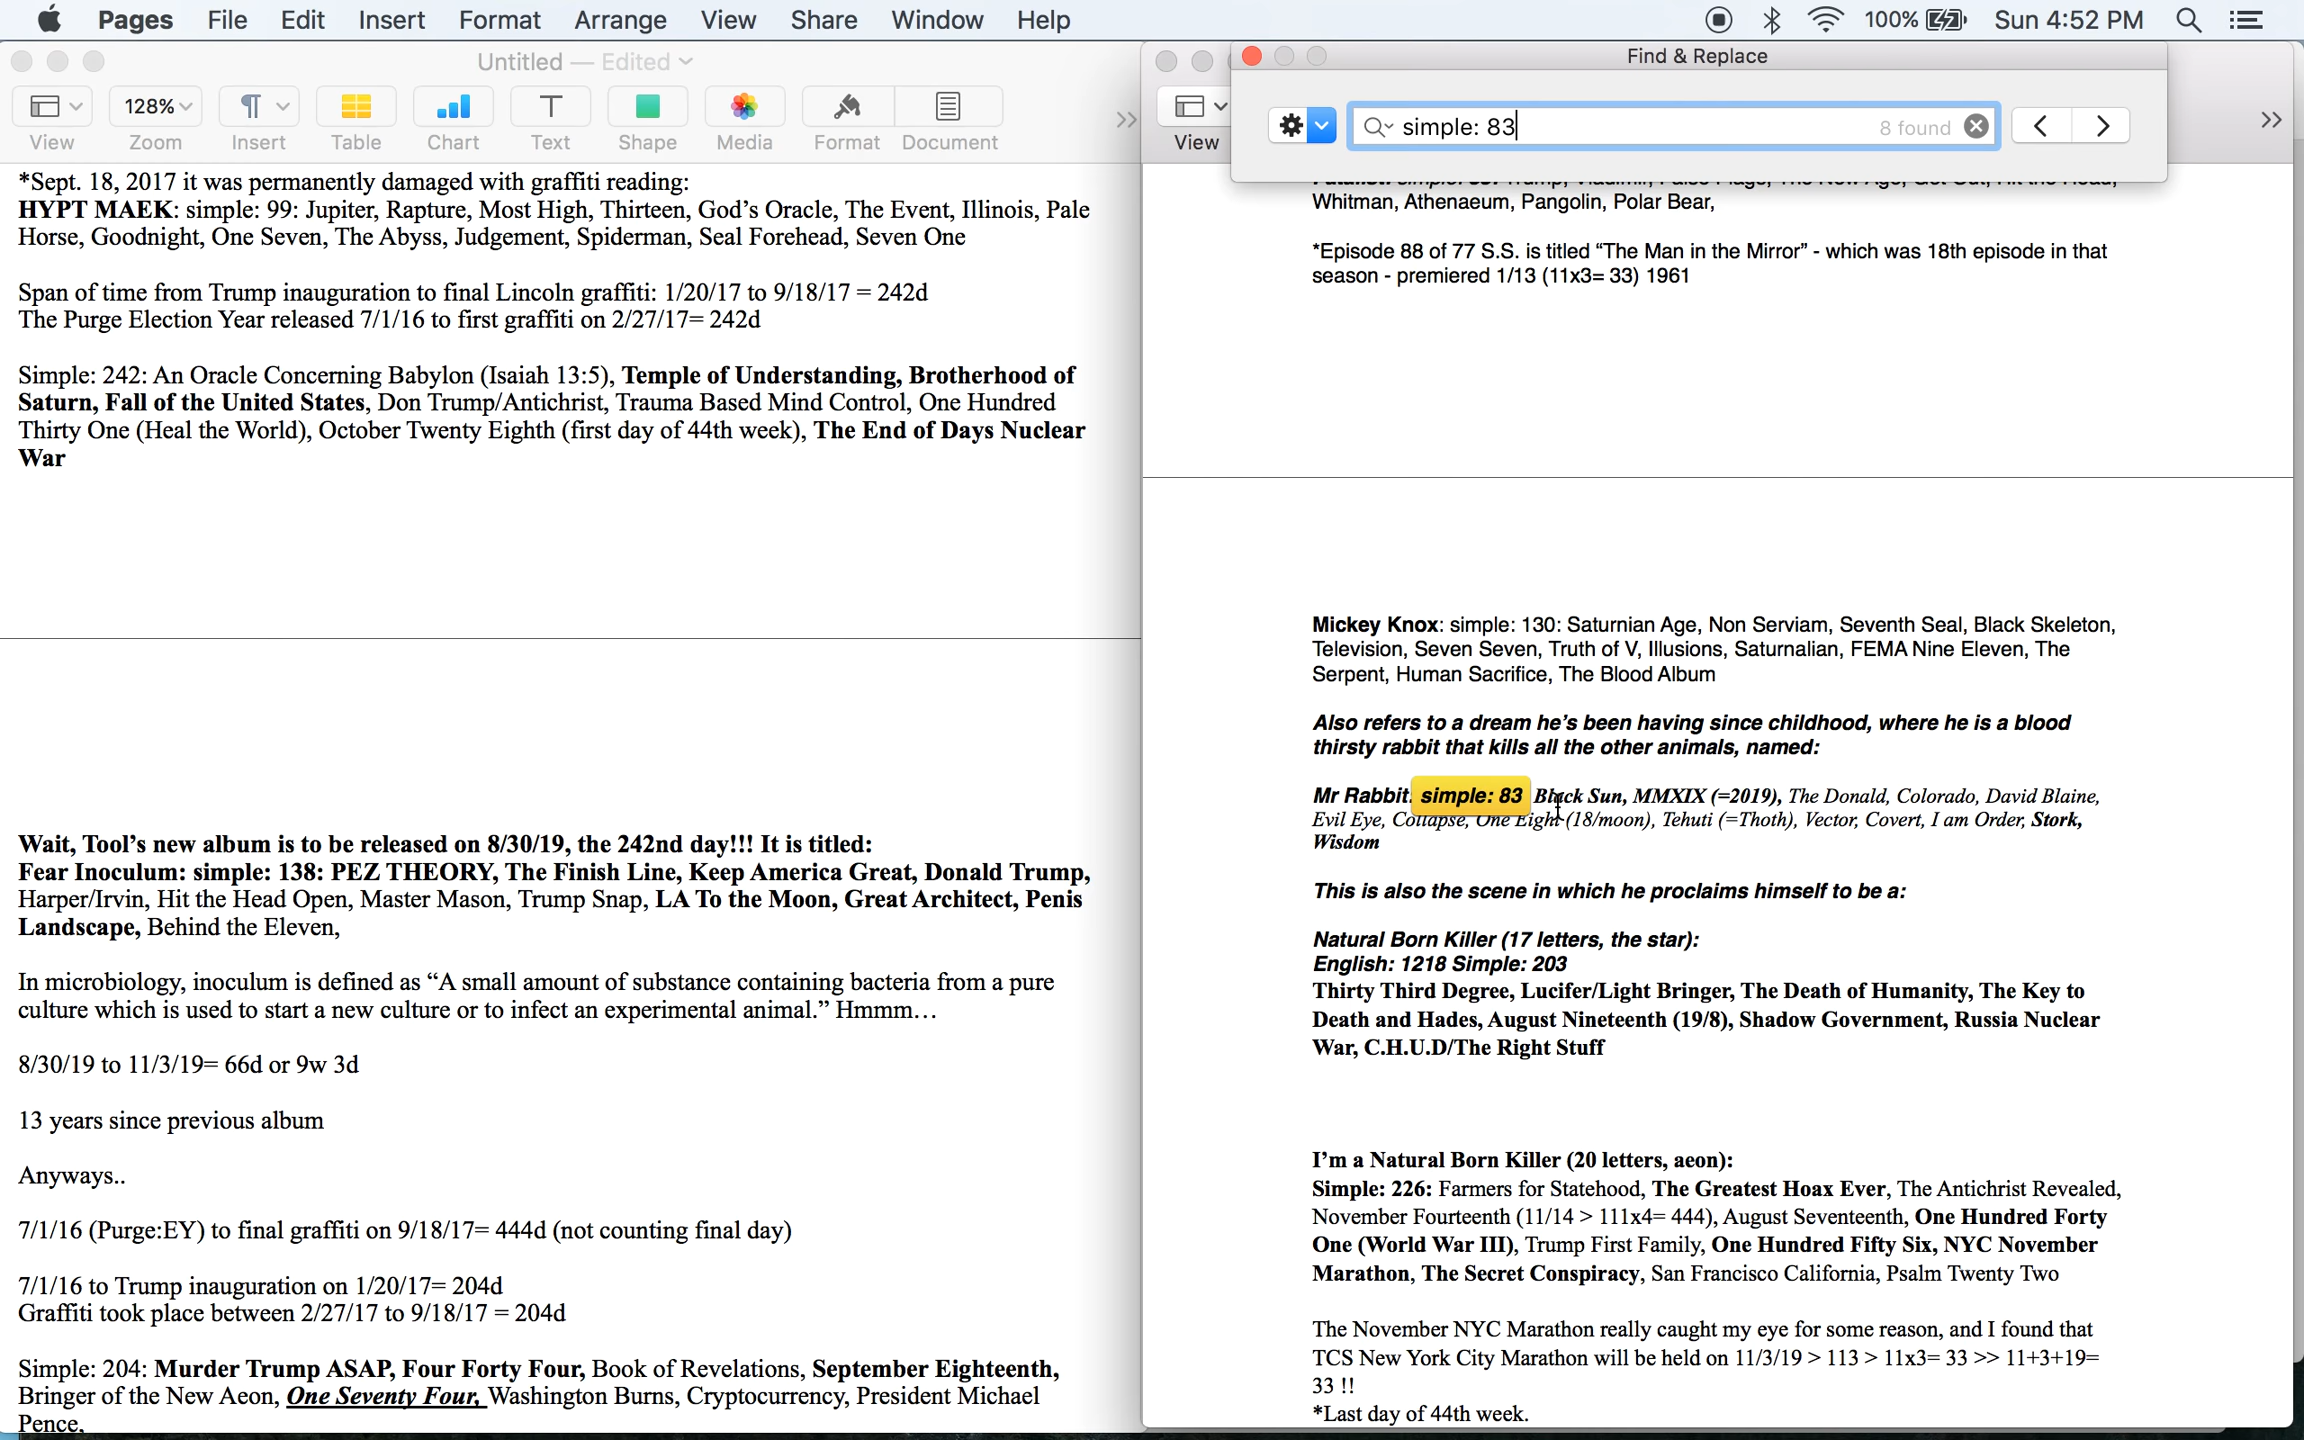 Pages File Edit Insert Format Arrange View Share Window Help 100% Sun 4:52 PM
Untitled — Edited
128%
View Zoom Insert Table Chart Text Shape Media Format Document
*Sept. 18, 2017 it was permanently damaged with graffiti reading:
HYPT MAEK: simple: 99: Jupiter, Rapture, Most High, Thirteen, God’s Oracle, The Event, Illinois, Pale
Horse, Goodnight, One Seven, The Abyss, Judgement, Spiderman, Seal Forehead, Seven One
Span of time from Trump inauguration to final Lincoln graffiti: 1/20/17 to 9/18/17 = 242d
The Purge Election Year released 7/1/16 to first graffiti on 2/27/17= 242d
Simple: 242: An Oracle Concerning Babylon (Isaiah 13:5), Temple of Understanding, Brotherhood of
Saturn, Fall of the United States, Don Trump/Antichrist, Trauma Based Mind Control, One Hundred
Thirty One (Heal the World), October Twenty Eighth (first day of 44th week), The End of Days Nuclear
War
Wait, Tool’s new album is to be released on 8/30/19, the 242nd day!!! It is titled:
Fear Inoculum: simple: 138: PEZ THEORY, The Finish Line, Keep America Great, Donald Trump,
Harper/Irvin, Hit the Head Open, Master Mason, Trump Snap, LA To the Moon, Great Architect, Penis
Landscape, Behind the Eleven,
In microbiology, inoculum is defined as “A small amount of substance containing bacteria from a pure
culture which is used to start a new culture or to infect an experimental animal.” Hmmm…
8/30/19 to 11/3/19= 66d or 9w 3d
13 years since previous album
Anyways..
7/1/16 (Purge:EY) to final graffiti on 9/18/17= 444d (not counting final day)
7/1/16 to Trump inauguration on 1/20/17= 204d
Graffiti took place between 2/27/17 to 9/18/17 = 204d
Simple: 204: Murder Trump ASAP, Four Forty Four, Book of Revelations, September Eighteenth,
Bringer of the New Aeon, One Seventy Four, Washington Burns, Cryptocurrency, President Michael
Pence,
Find & Replace
simple: 83 8 found
View
Whitman, Athenaeum, Pangolin, Polar Bear,
*Episode 88 of 77 S.S. is titled “The Man in the Mirror” - which was 18th episode in that
season - premiered 1/13 (11x3= 33) 1961
Mickey Knox: simple: 130: Saturnian Age, Non Serviam, Seventh Seal, Black Skeleton,
Television, Seven Seven, Truth of V, Illusions, Saturnalian, FEMA Nine Eleven, The
Serpent, Human Sacrifice, The Blood Album
Also refers to a dream he’s been having since childhood, where he is a blood
thirsty rabbit that kills all the other animals, named:
Mr Rabbit: simple: 83 Black Sun, MMXIX (=2019), The Donald, Colorado, David Blaine,
Evil Eye, Collapse, One Eight (18/moon), Tehuti (=Thoth), Vector, Covert, I am Order, Stork,
Wisdom
This is also the scene in which he proclaims himself to be a:
Natural Born Killer (17 letters, the star):
English: 1218 Simple: 203
Thirty Third Degree, Lucifer/Light Bringer, The Death of Humanity, The Key to
Death and Hades, August Nineteenth (19/8), Shadow Government, Russia Nuclear
War, C.H.U.D/The Right Stuff
I’m a Natural Born Killer (20 letters, aeon):
Simple: 226: Farmers for Statehood, The Greatest Hoax Ever, The Antichrist Revealed,
November Fourteenth (11/14 > 111x4= 444), August Seventeenth, One Hundred Forty
One (World War III), Trump First Family, One Hundred Fifty Six, NYC November
Marathon, The Secret Conspiracy, San Francisco California, Psalm Twenty Two
The November NYC Marathon really caught my eye for some reason, and I found that
TCS New York City Marathon will be held on 11/3/19 > 113 > 11x3= 33 >> 11+3+19=
33 !!
*Last day of 44th week.